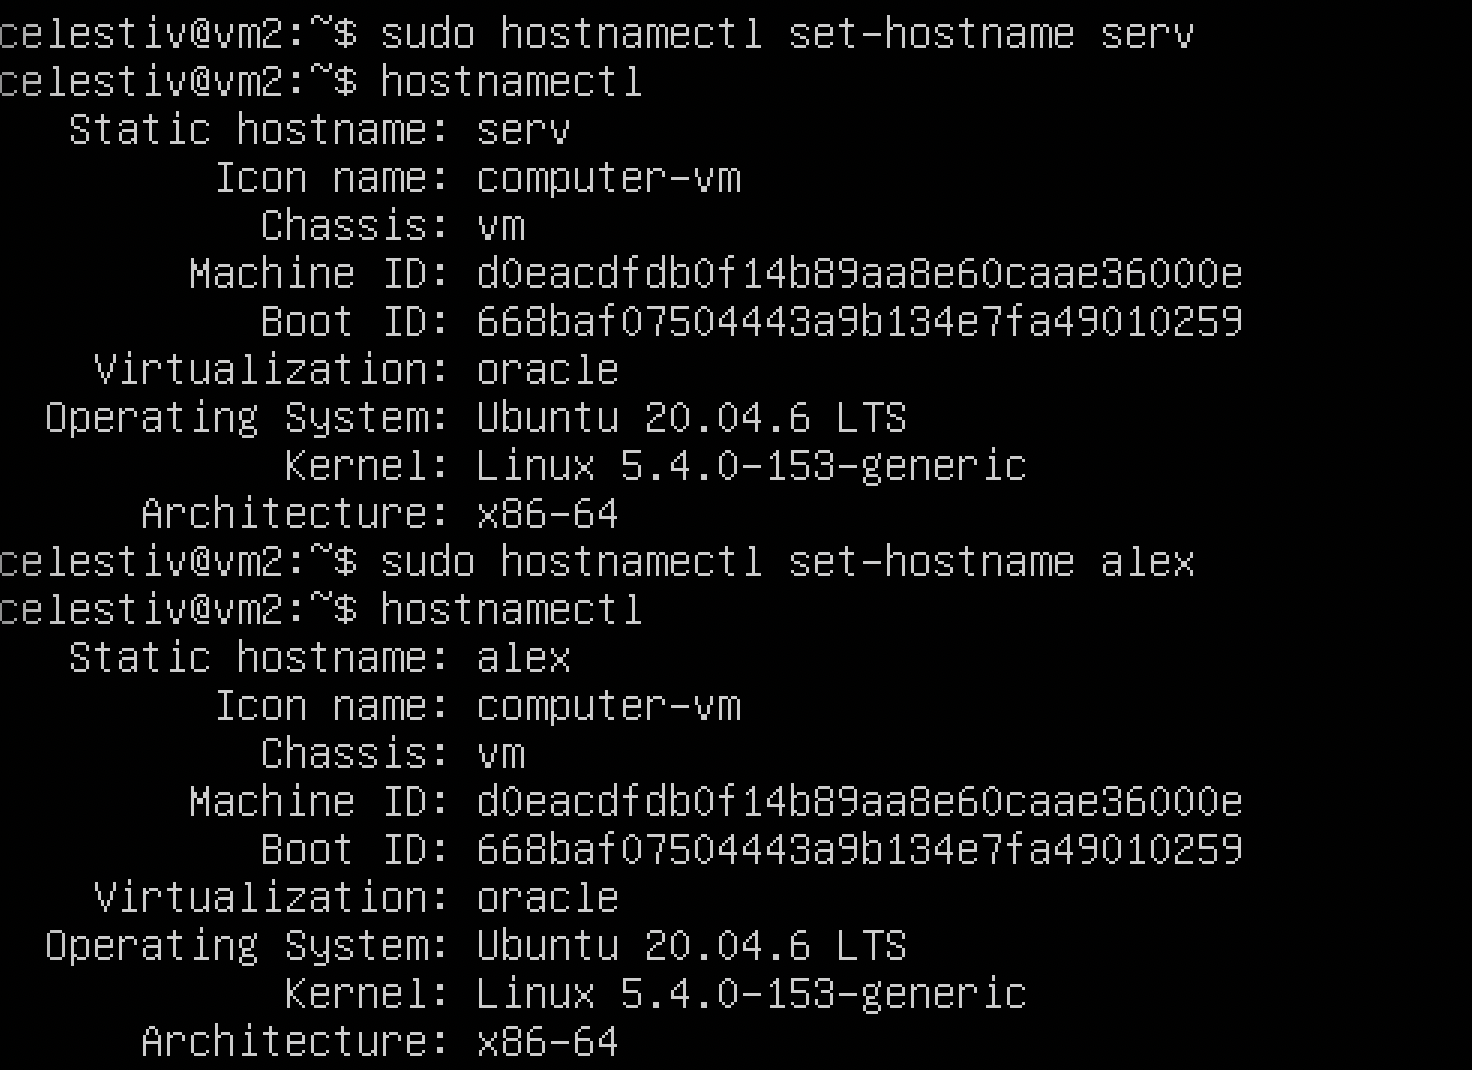 celestiv@vm2:~$ sudo hostnamectl set-hostname serv
celestiv@vm2:~$ hostnamectl
Static hostname: serv
Icon name: computer-vm
Chassis: vm
Machine ID: d0eacdfdb0f14b89aa8e60caae36000e
Boot ID: 668baf07504443a9b134e7fa49010259
Virtualization: oracle
Operating System: Ubuntu 20.04.6 LTS
Kernel: Linux 5.4.0-153-generic
Architecture: x86-64
celestiv@vm2:~$ sudo hostnamectl set-hostname alex
celestiv@vm2:~$ hostnamectl
Static hostname: alex
Icon name: computer-vm
Chassis: vm
Machine ID: d0eacdfdb0f14b89aa8e60caae36000e
Boot ID: 668baf07504443a9b134e7fa49010259
Virtualization: oracle
Operating System: Ubuntu 20.04.6 LTS
Kernel: Linux 5.4.0-153-generic
Architecture: x86-64